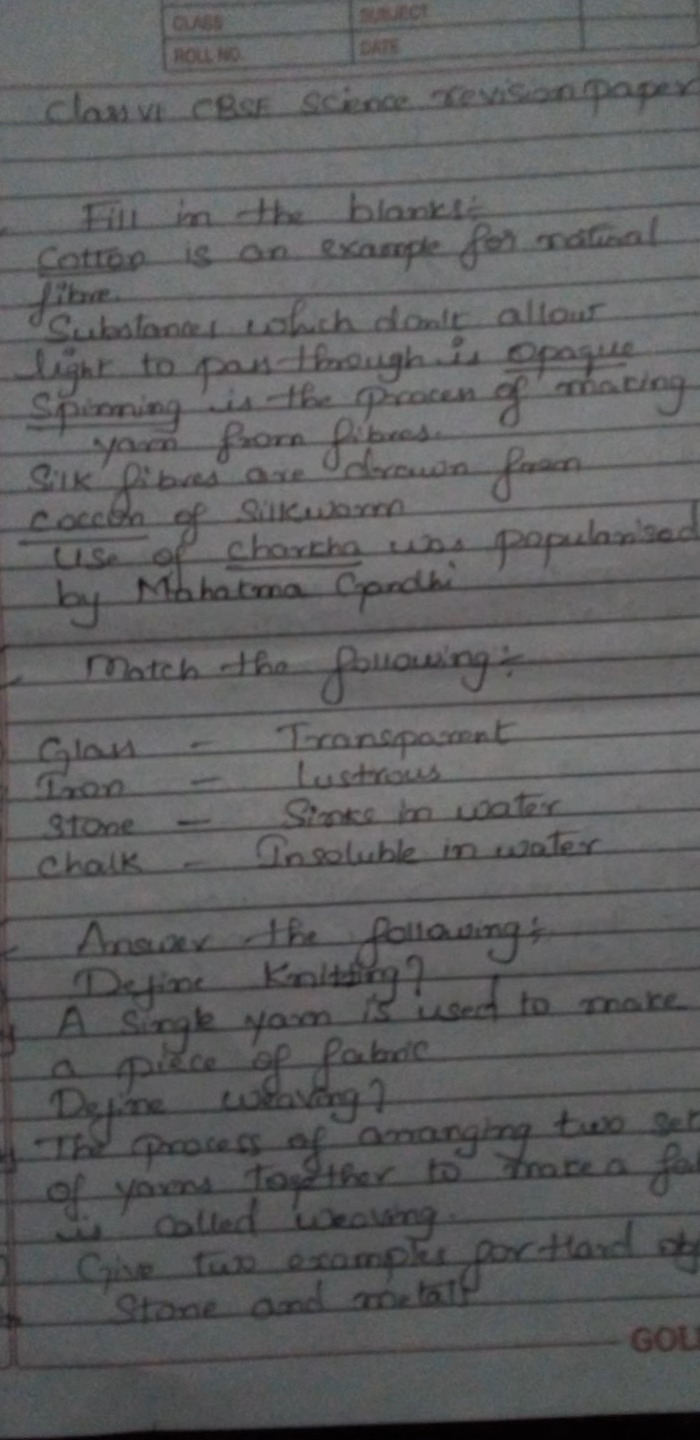 CLASS SUBJECT
ROLL NO. DATE
Class VI CBSE Science revision paper
Fill in the blanks:-
Cotton is an example for natural
fibre.
Substances which don't allow
light to pass through is opaque
Spinning is the process of making
yarn from fibres.
Silk fibres are drawn from
cocoon of silkworm
Use of charkha was popularised
by Mahatma Gandhi
Match the following:-
Glass - Transparent
Iron - lustrous
Stone - Sinks in water
Chalk - Insoluble in water
Answer the following:-
Define Knitting?
A Single yarn is used to make
a piece of fabric
Define weaving?
The process of arranging two set
of yarns together to make a fa
is called weaving.
Give two examples for Hard obj
Stone and metal
GOL